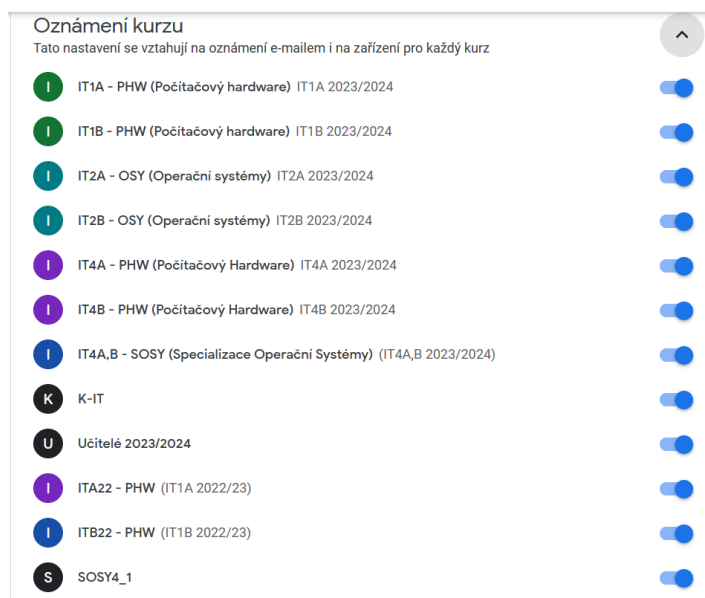 Oznámení kurzu
Tato nastavení se vztahují na oznámení e-mailem i na zařízení pro každý kurz
I IT1A - PHW (Počítačový hardware) IT1A 2023/2024
I IT1B - PHW (Počítačový hardware) IT1B 2023/2024
I IT2A - OSY (Operační systémy) IT2A 2023/2024
I IT2B - OSY (Operační systémy) IT2B 2023/2024
I IT4A - PHW (Počítačový Hardware) IT4A 2023/2024
I IT4B - PHW (Počítačový Hardware) IT4B 2023/2024
I IT4A,B - SOSY (Specializace Operační Systémy) (IT4A,B 2023/2024)
K K-IT
U Učitelé 2023/2024
I ITA22 - PHW (IT1A 2022/23)
I ITB22 - PHW (IT1B 2022/23)
S SOSY4_1